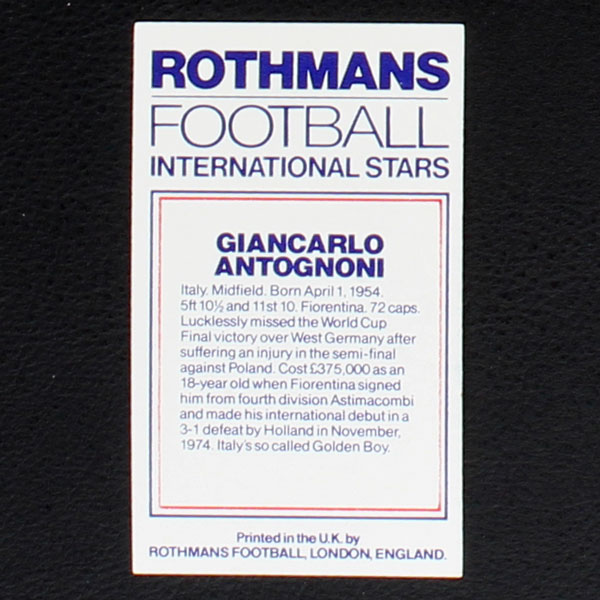 ROTHMANS
FOOTBALL
INTERNATIONAL STARS
GIANCARLO
ANTOGNONI
Italy. Midfield. Born April 1, 1954.
5ft 10½ and 11st 10. Fiorentina. 72 caps.
Lucklessly missed the World Cup
Final victory over West Germany after
suffering an injury in the semi-final
against Poland. Cost £375,000 as an
18-year old when Fiorentina signed
him from fourth division Astimacombi
and made his international debut in a
3-1 defeat by Holland in November,
1974. Italy's so called Golden Boy.
Printed in the U.K. by
ROTHMANS FOOTBALL, LONDON, ENGLAND.